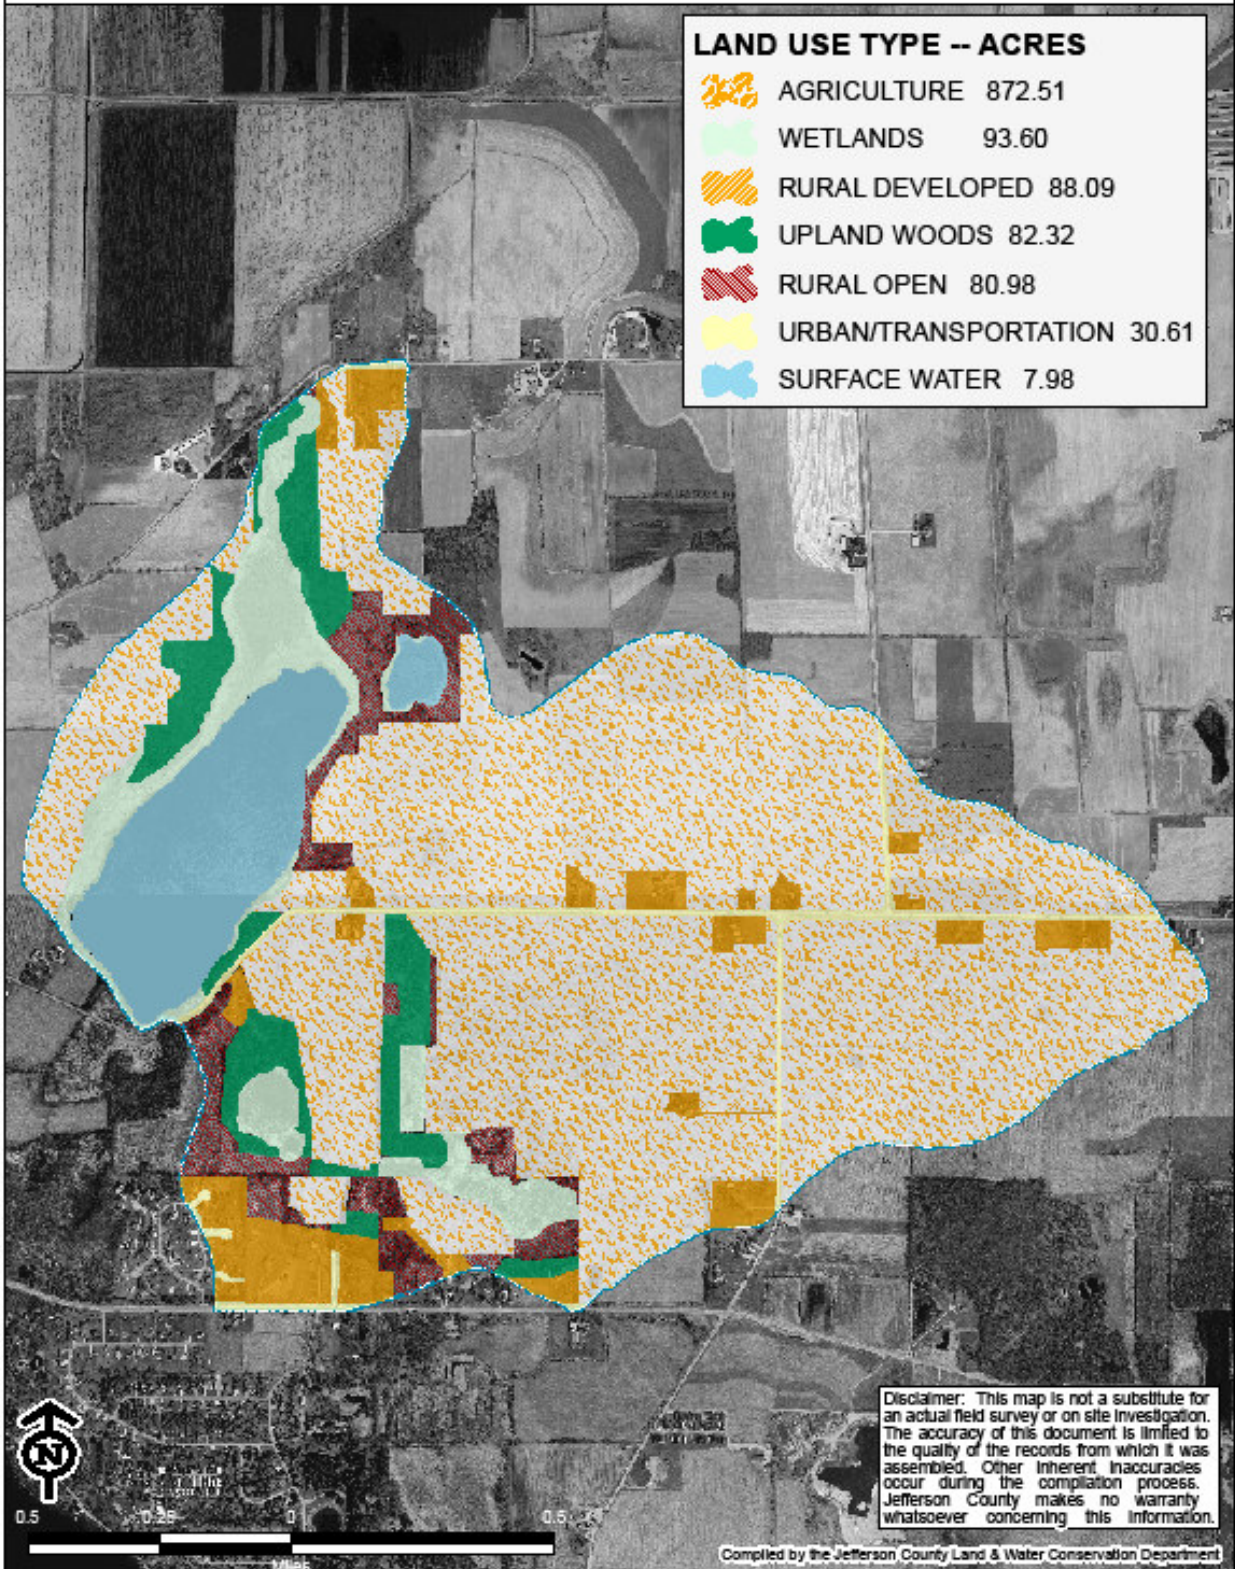 LAND USE TYPE -- ACRES
AGRICULTURE 872.51
WETLANDS 93.60
RURAL DEVELOPED 88.09
UPLAND WOODS 82.32
RURAL OPEN 80.98
URBAN/TRANSPORTATION 30.61
SURFACE WATER 7.98
N
0.5 0.25 0 0.5
Miles
Disclaimer: This map is not a substitute for
an actual field survey or on site investigation.
The accuracy of this document is limited to
the quality of the records from which it was
assembled. Other inherent inaccuracies
occur during the compilation process.
Jefferson County makes no warranty
whatsoever concerning this information.
Compiled by the Jefferson County Land & Water Conservation Department